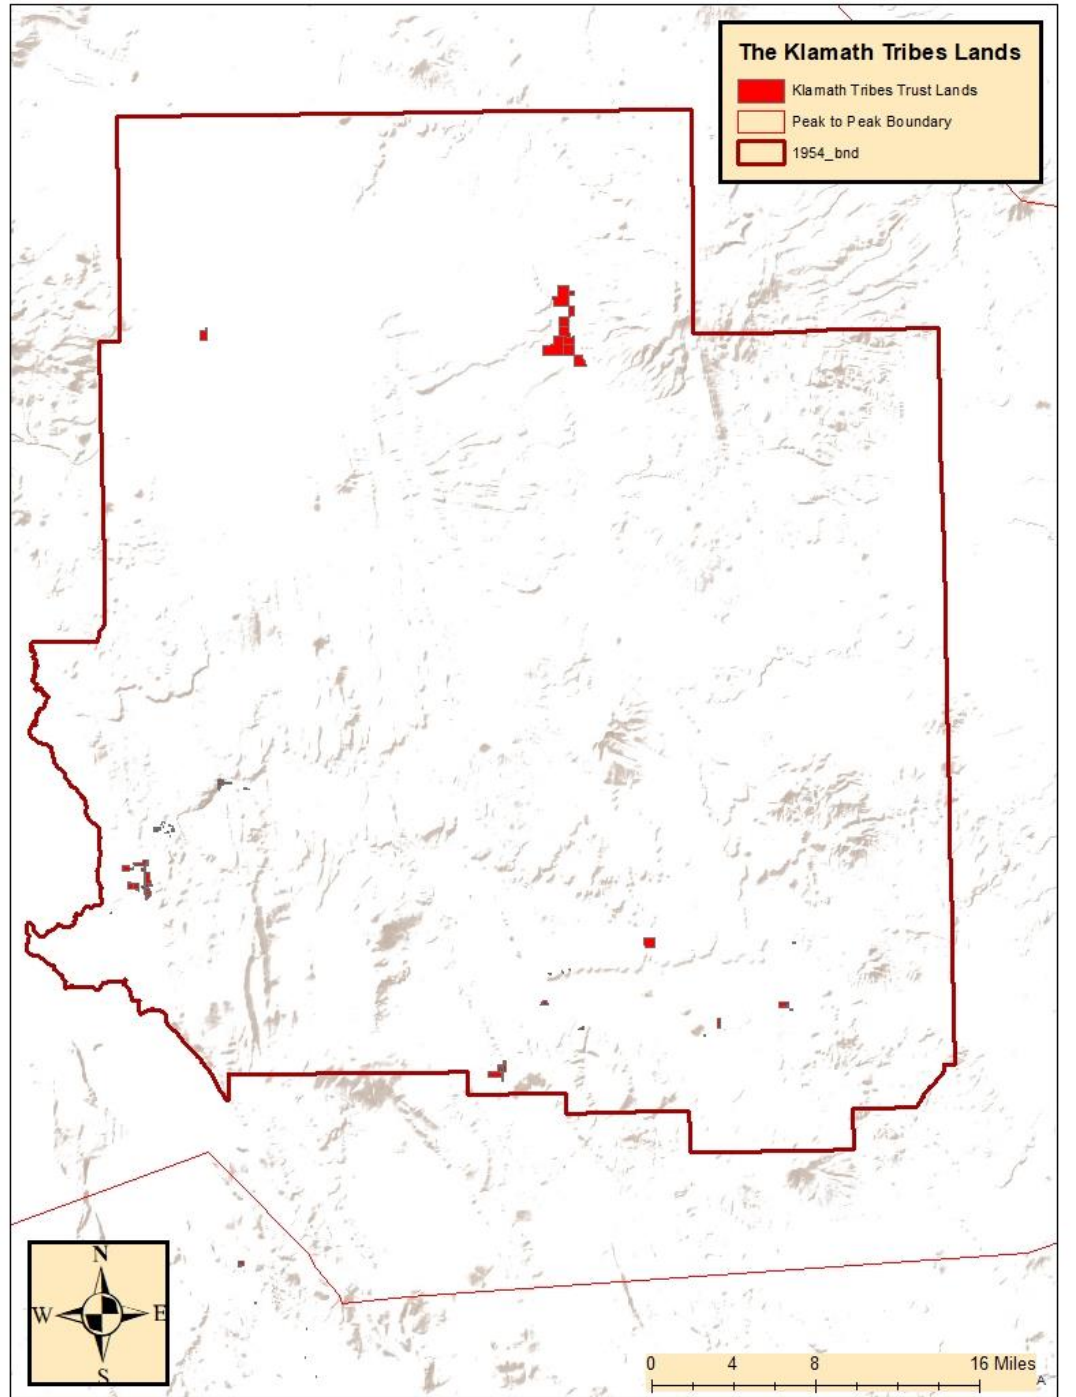 The Klamath Tribes Lands
Klamath Tribes Trust Lands
Peak to Peak Boundary
1954_bnd
N
W E
S
0 4 8 16 Miles
A